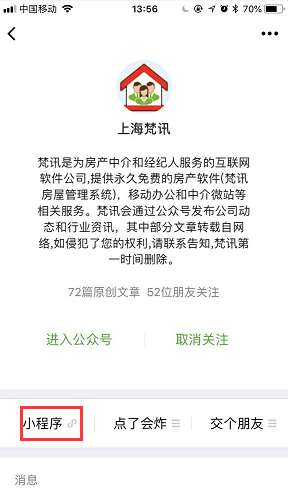 中国移动 13:56 70%
上海梵讯
梵讯是为房产中介和经纪人服务的互联网
软件公司,提供永久免费的房产软件(梵讯
房屋管理系统)，移动办公和中介微站等
相关服务。梵讯会通过公众号发布公司动
态和行业资讯，其中部分文章转载自网
络,如侵犯了您的权利,请联系告知,梵讯第
一时间删除。
72篇原创文章 52位朋友关注
进入公众号 取消关注
小程序 点了会炸 交个朋友
消息